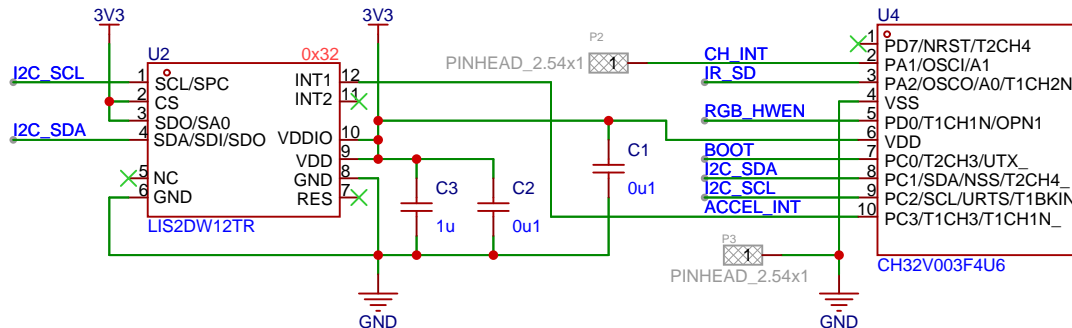 3V3
3V3
U4
U2
0x32
P2
PINHEAD_2.54x1
1
CH_INT
IR_SD
RGB_HWEN
BOOT
I2C_SDA
I2C_SCL
ACCEL_INT
I2C_SCL
I2C_SDA
1 SCL/SPC
2 CS
3 SDO/SA0
4 SDA/SDI/SDO
5 NC
6 GND
INT1 12
INT2 11
VDDIO 10
VDD 9
GND 8
RES 7
LIS2DW12TR
C3
1u
C2
0u1
C1
0u1
1 PD7/NRST/T2CH4
2 PA1/OSCI/A1
3 PA2/OSCO/A0/T1CH2N
4 VSS
5 PD0/T1CH1N/OPN1
6 VDD
7 PC0/T2CH3/UTX_
8 PC1/SDA/NSS/T2CH4_
9 PC2/SCL/URTS/T1BKIN
10 PC3/T1CH3/T1CH1N_
CH32V003F4U6
P3
1
PINHEAD_2.54x1
GND
GND